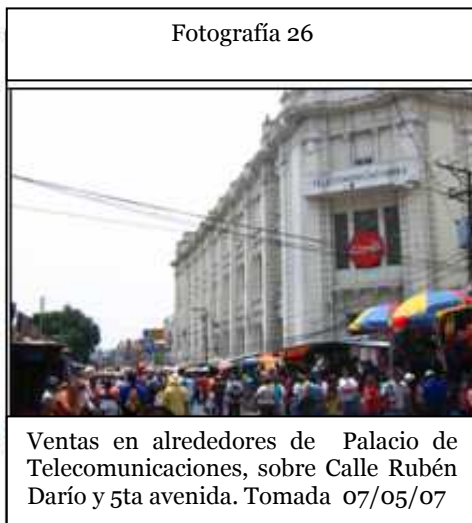 Fotografía 26
TELECOMUNICACIONES
Ventas en alrededores de Palacio de
Telecomunicaciones, sobre Calle Rubén
Darío y 5ta avenida. Tomada 07/05/07